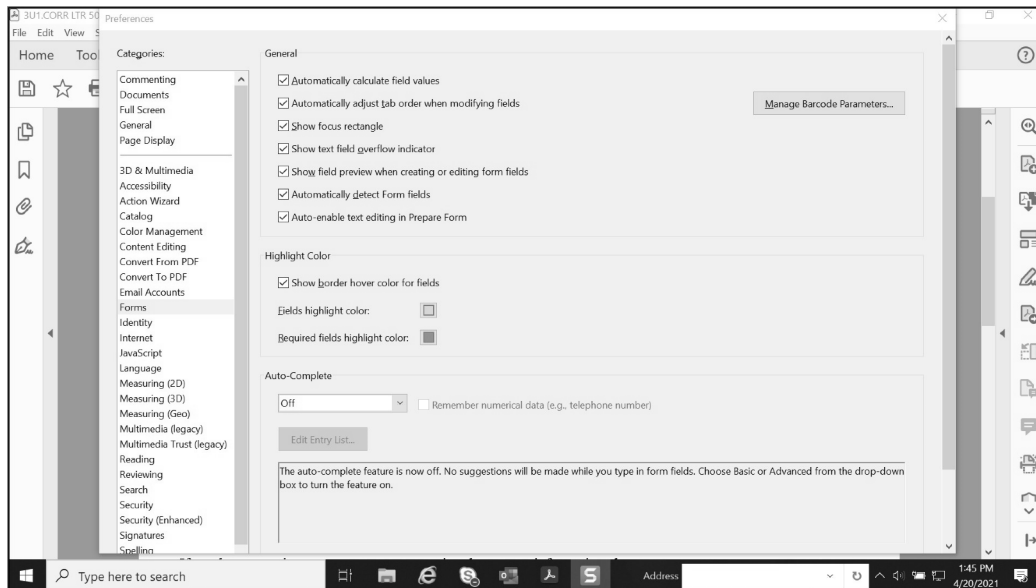 3U1.CORR LTR 50
Preferences
File Edit View S
Home Tool
Categories:
Commenting
Documents
Full Screen
General
Page Display
3D & Multimedia
Accessibility
Action Wizard
Catalog
Color Management
Content Editing
Convert From PDF
Convert To PDF
Email Accounts
Forms
Identity
Internet
JavaScript
Language
Measuring (2D)
Measuring (3D)
Measuring (Geo)
Multimedia (legacy)
Multimedia Trust (legacy)
Reading
Reviewing
Search
Security
Security (Enhanced)
Signatures
Spelling
General
Automatically calculate field values
Automatically adjust tab order when modifying fields
Manage Barcode Parameters...
Show focus rectangle
Show text field overflow indicator
Show field preview when creating or editing form fields
Automatically detect Form fields
Auto-enable text editing in Prepare Form
Highlight Color
Show border hover color for fields
Fields highlight color:
Required fields highlight color:
Auto-Complete
Off
Remember numerical data (e.g., telephone number)
Edit Entry List...
The auto-complete feature is now off. No suggestions will be made while you type in form fields. Choose Basic or Advanced from the drop-down
box to turn the feature on.
Type here to search
Address
1:45 PM
4/20/2021